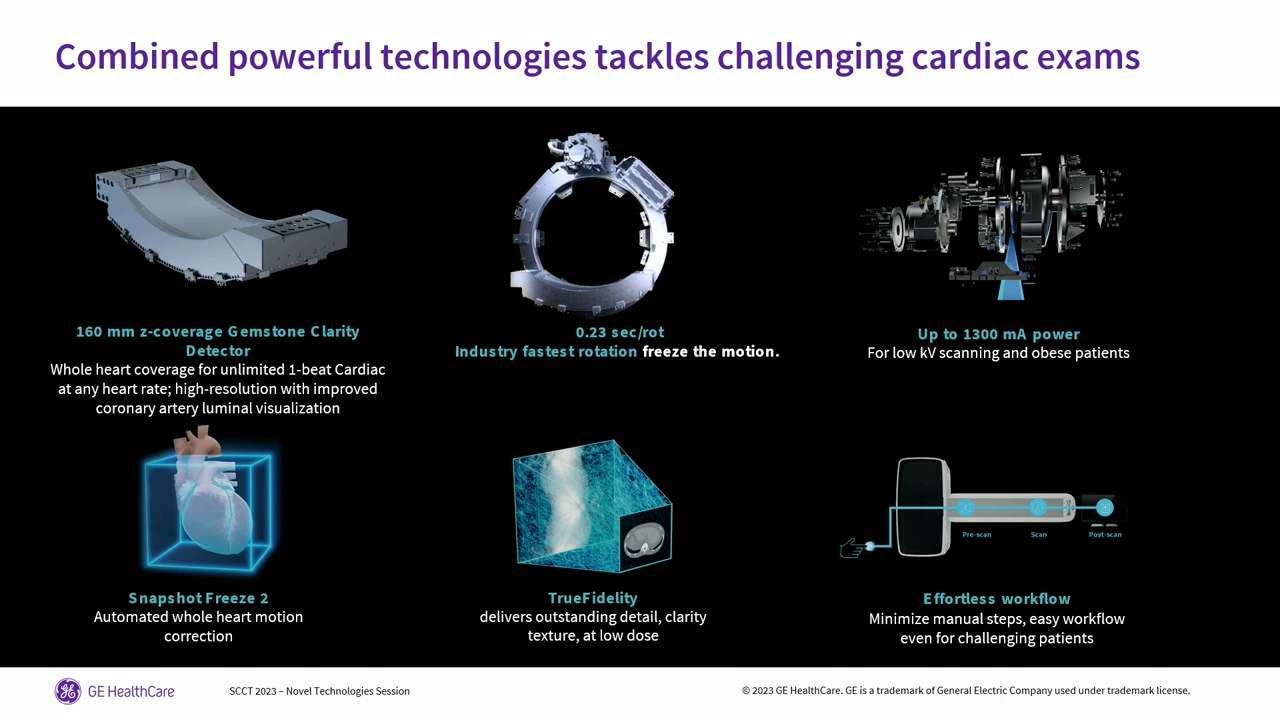 Combined powerful technologies tackles challenging cardiac exams
160 mm z-coverage Gemstone Clarity
Detector
Whole heart coverage for unlimited 1-beat Cardiac
at any heart rate; high-resolution with improved
coronary artery luminal visualization
0.23 sec/rot
Industry fastest rotation freeze the motion.
Up to 1300 mA power
For low kV scanning and obese patients
Snapshot Freeze 2
Automated whole heart motion
correction
TrueFidelity
delivers outstanding detail, clarity
texture, at low dose
Pre-scan
Scan
Post-scan
Effortless workflow
Minimize manual steps, easy workflow
even for challenging patients
GE HealthCare
SCCT 2023 – Novel Technologies Session
© 2023 GE HealthCare. GE is a trademark of General Electric Company used under trademark license.